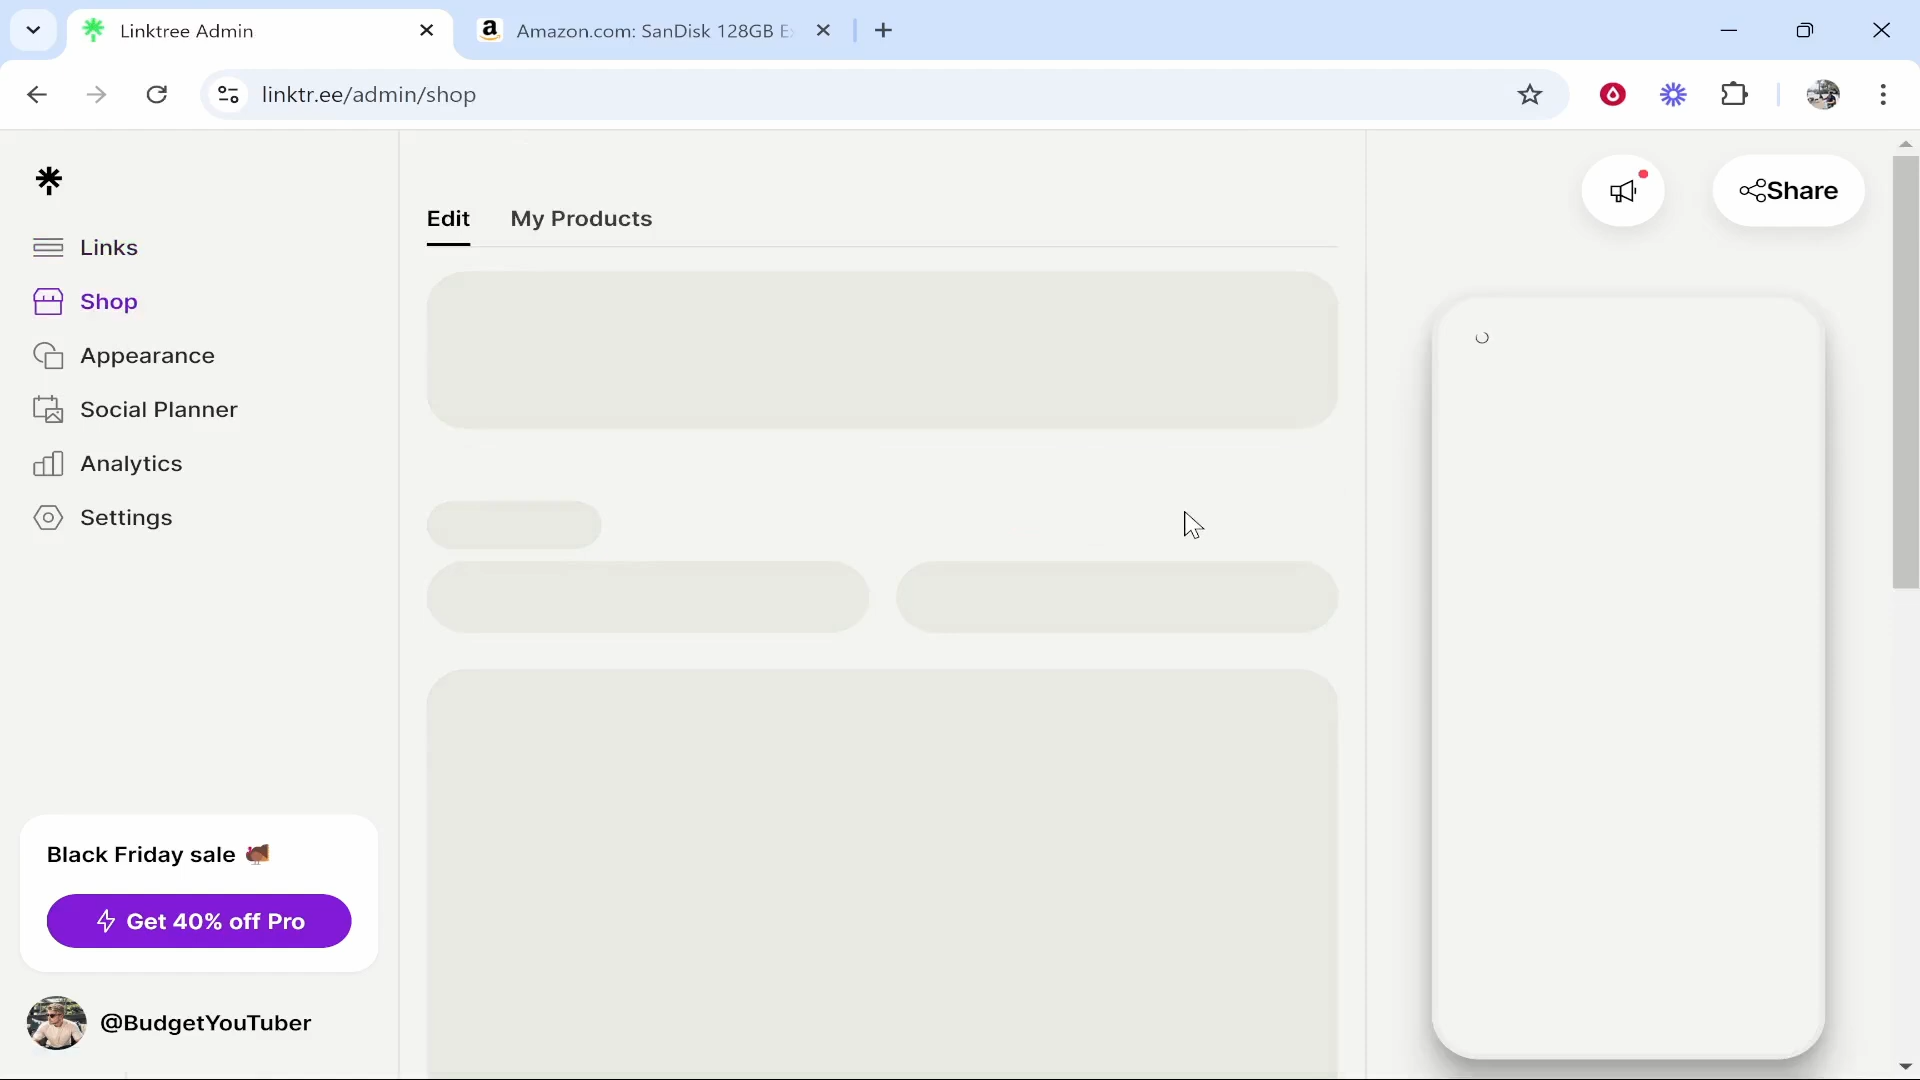 Linktree Admin
Amazon.com: SanDisk 128GB E
linktr.ee/admin/shop
Links
Shop
Appearance
Social Planner
Analytics
Settings
Edit
My Products
Share
Black Friday sale
Get 40% off Pro
@BudgetYouTuber